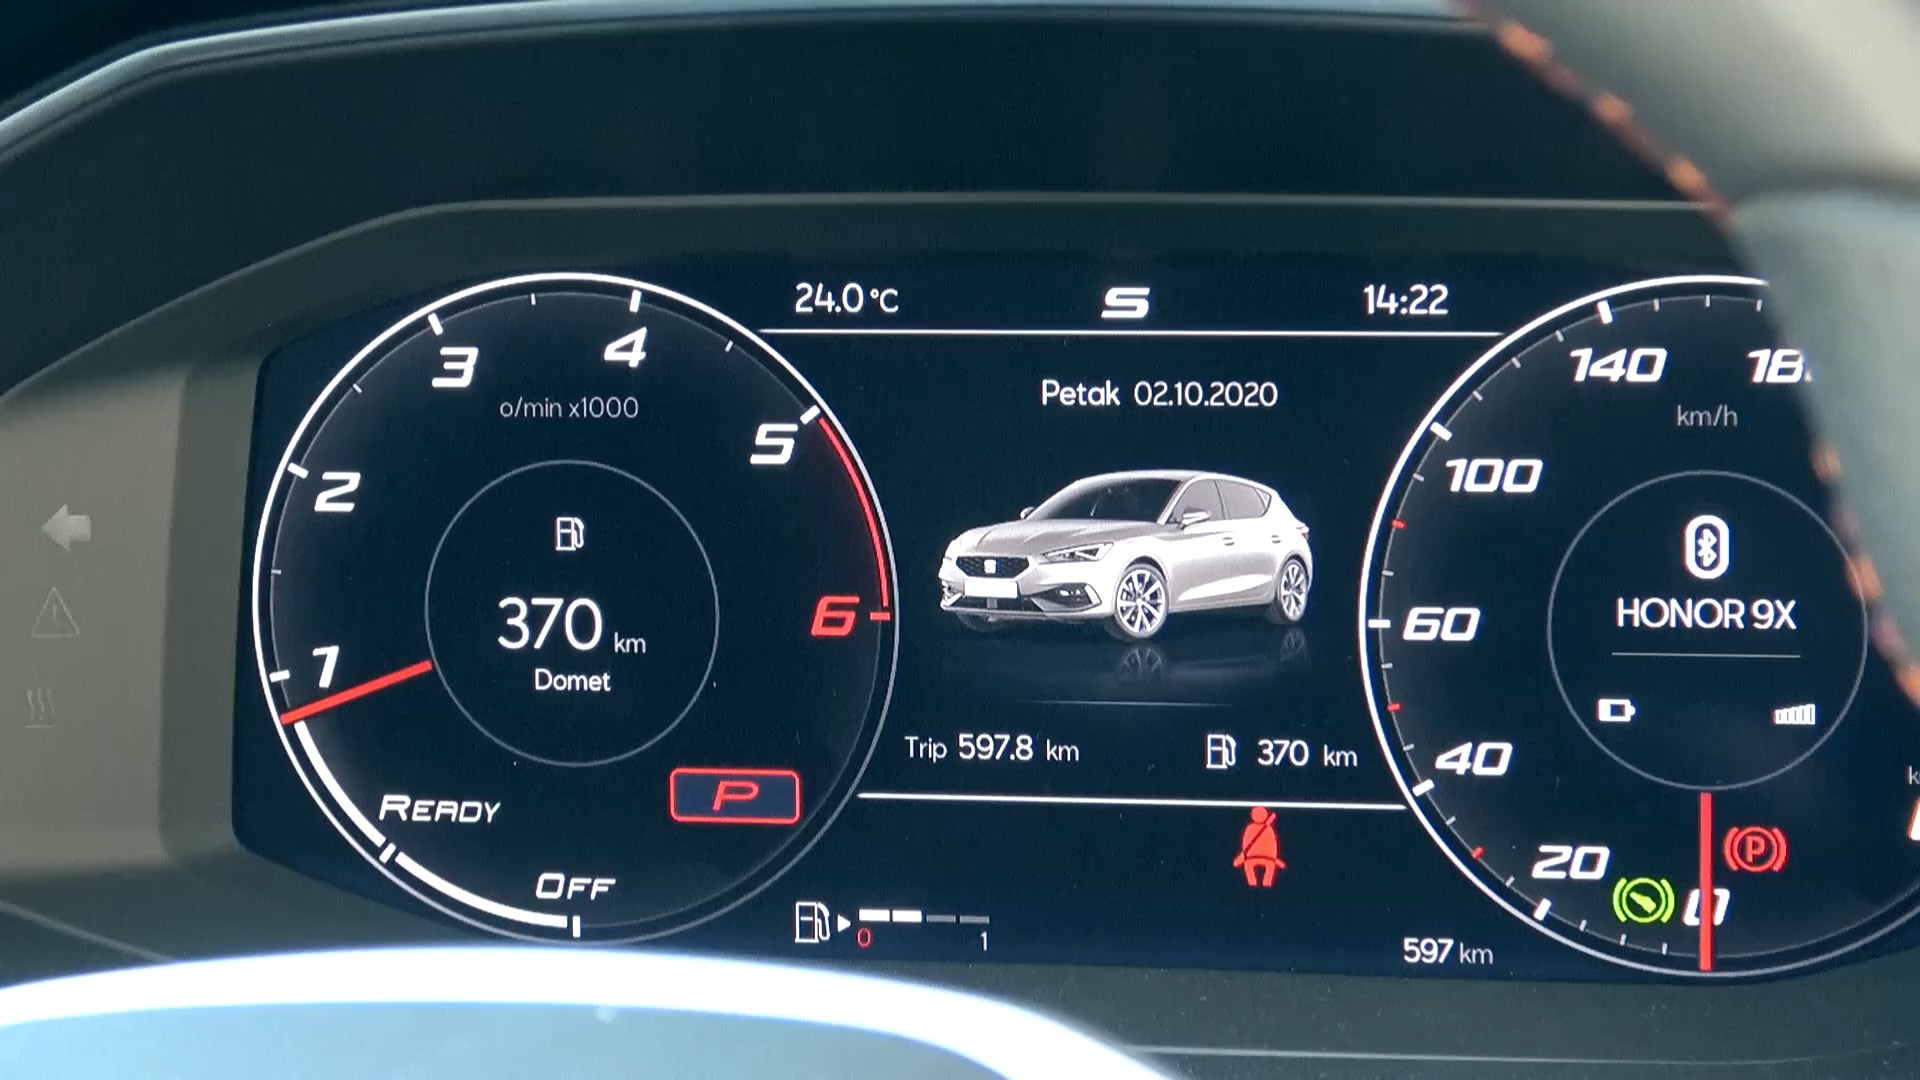 24.0 °C
14:22
Petak 02.10.2020
1
2
3
4
5
6
o/min x1000
370 km
Domet
READY
OFF
P
Trip 597.8 km
370 km
0
1
597 km
0
20
40
60
100
140
km/h
HONOR 9X
P